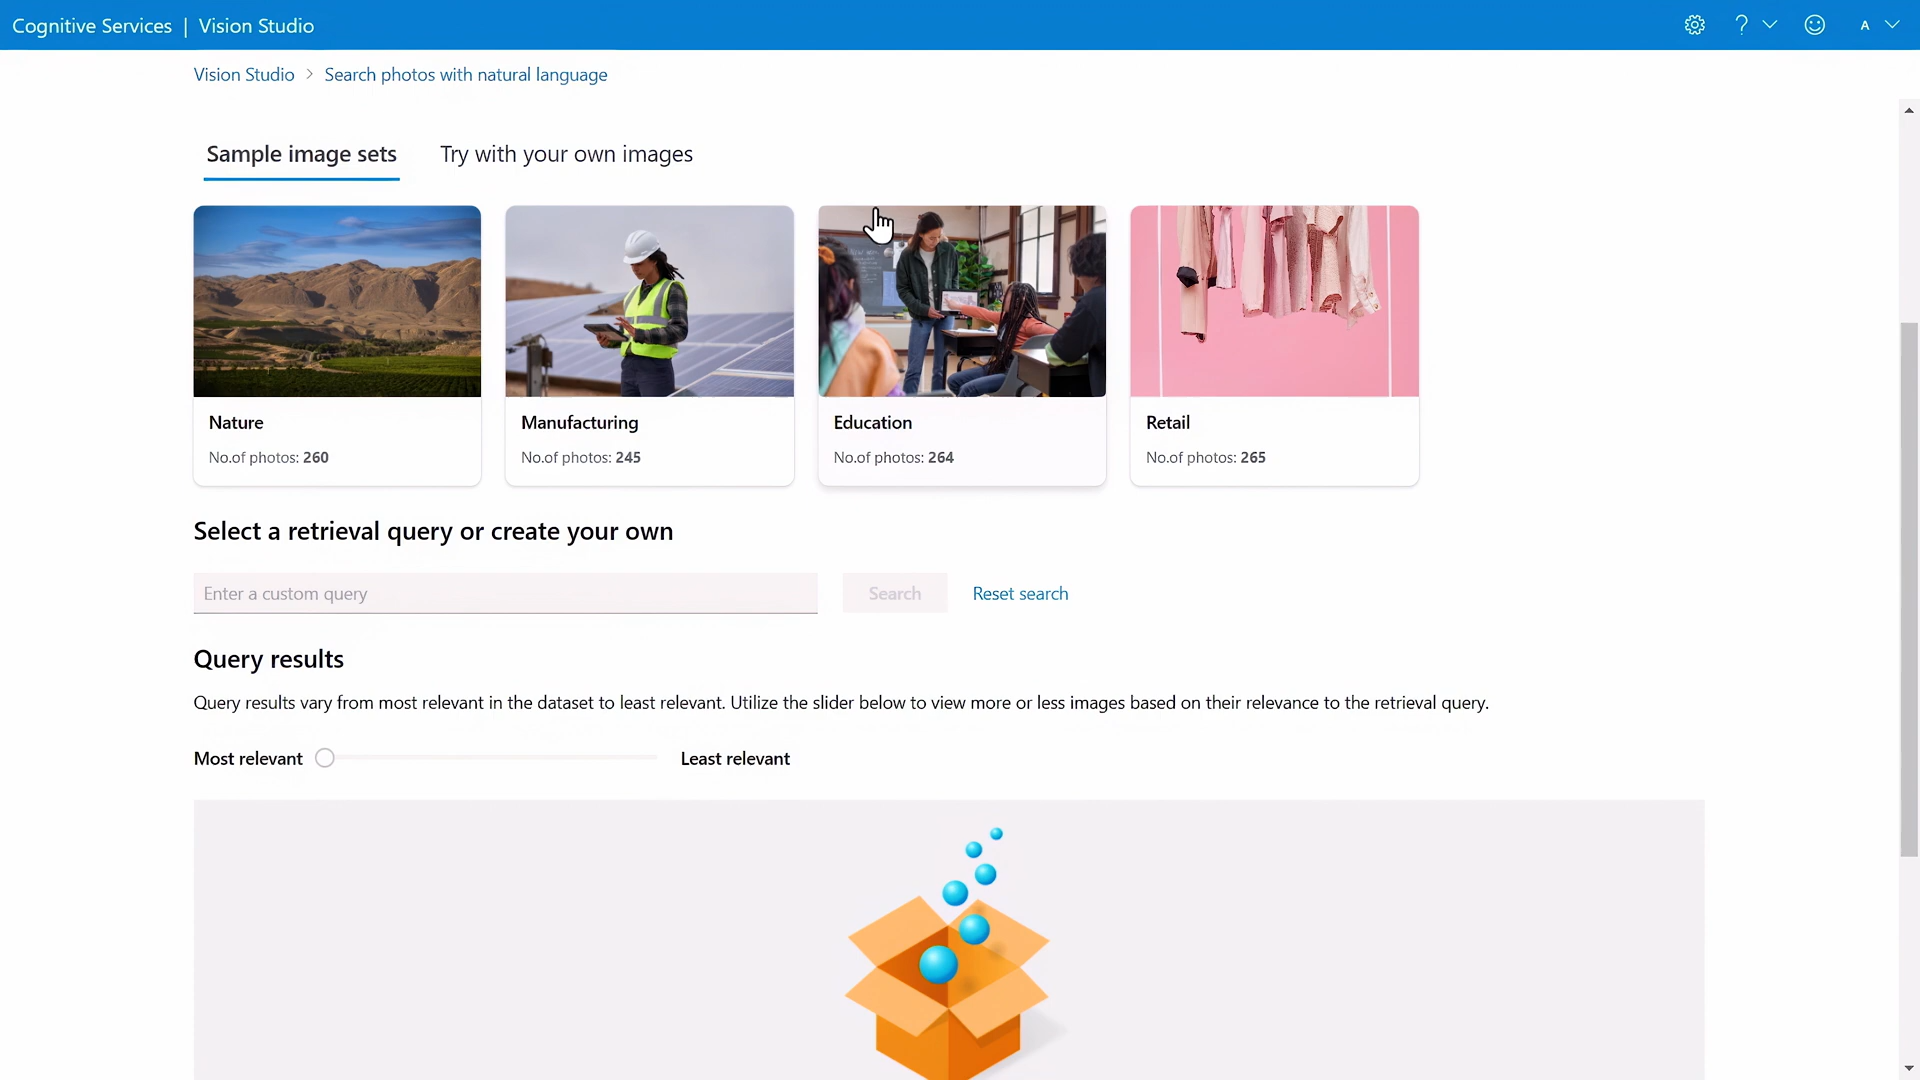 Cognitive Services | Vision Studio
A
Vision Studio > Search photos with natural language
Sample image sets
Try with your own images
Nature
No.of photos: 260
Manufacturing
No.of photos: 245
Education
No.of photos: 264
Retail
No.of photos: 265
Select a retrieval query or create your own
Enter a custom query
Search
Reset search
Query results
Query results vary from most relevant in the dataset to least relevant. Utilize the slider below to view more or less images based on their relevance to the retrieval query.
Most relevant
Least relevant